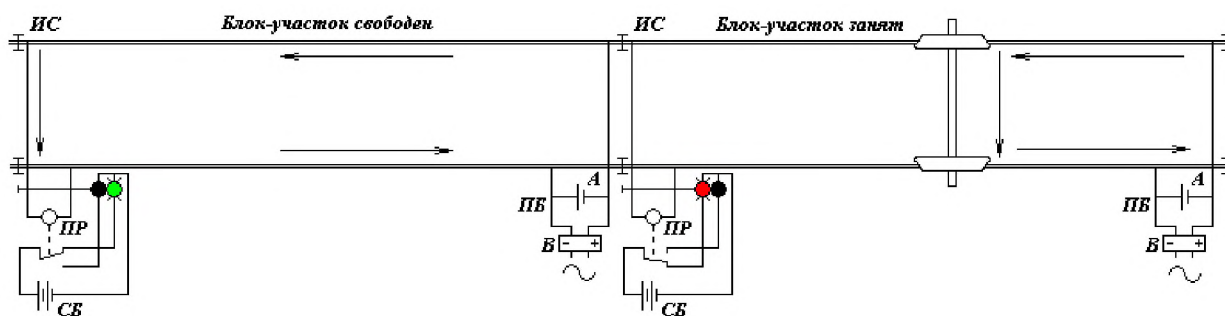 ИС Блок-участок свободен ИС Блок-участок занят
А А
ПБ ПБ
ПР ПР
В - + В - +
СБ СБ